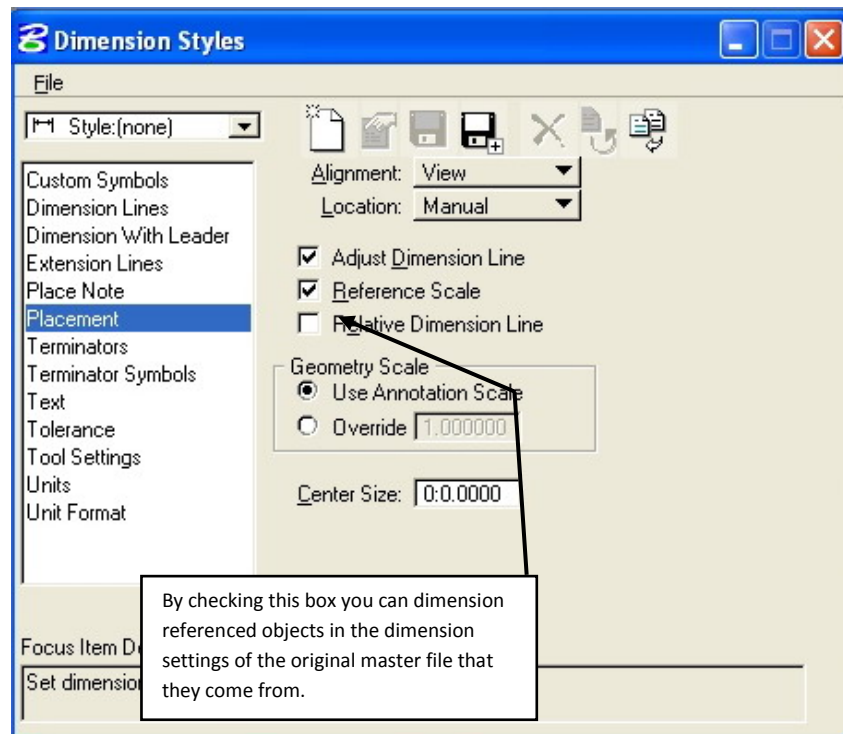 Dimension Styles
File
Style:(none)
Custom Symbols
Dimension Lines
Dimension With Leader
Extension Lines
Place Note
Placement
Terminators
Terminator Symbols
Text
Tolerance
Tool Settings
Units
Unit Format
Alignment: View
Location: Manual
Adjust Dimension Line
Reference Scale
Relative Dimension Line
Geometry Scale
Use Annotation Scale
Override 1.000000
Center Size: 0:0.0000
By checking this box you can dimension
referenced objects in the dimension
settings of the original master file that
they come from.
Focus Item D
Set dimension